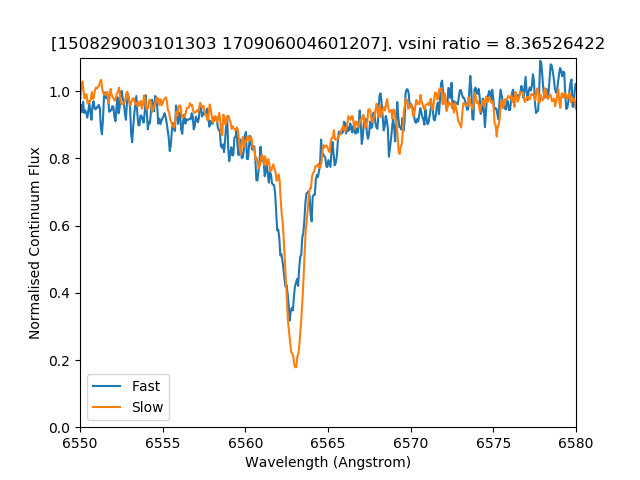 [150829003101303 170906004601207]. vsini ratio = 8.36526422
Normalised Continuum Flux
1.0
0.8
0.6
0.4
0.2
0.0
Fast
Slow
6550 6555 6560 6565 6570 6575 6580
Wavelength (Angstrom)